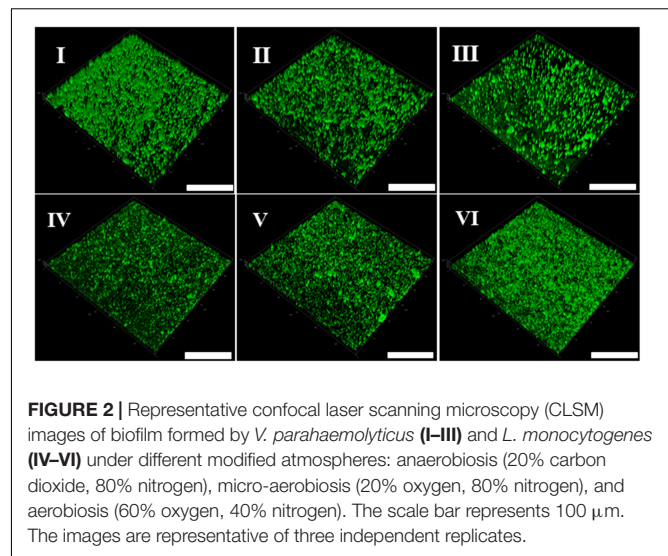 I II III
IV V VI
FIGURE 2 | Representative confocal laser scanning microscopy (CLSM)
images of biofilm formed by V. parahaemolyticus (I–III) and L. monocytogenes
(IV–VI) under different modified atmospheres: anaerobiosis (20% carbon
dioxide, 80% nitrogen), micro-aerobiosis (20% oxygen, 80% nitrogen), and
aerobiosis (60% oxygen, 40% nitrogen). The scale bar represents 100 μm.
The images are representative of three independent replicates.